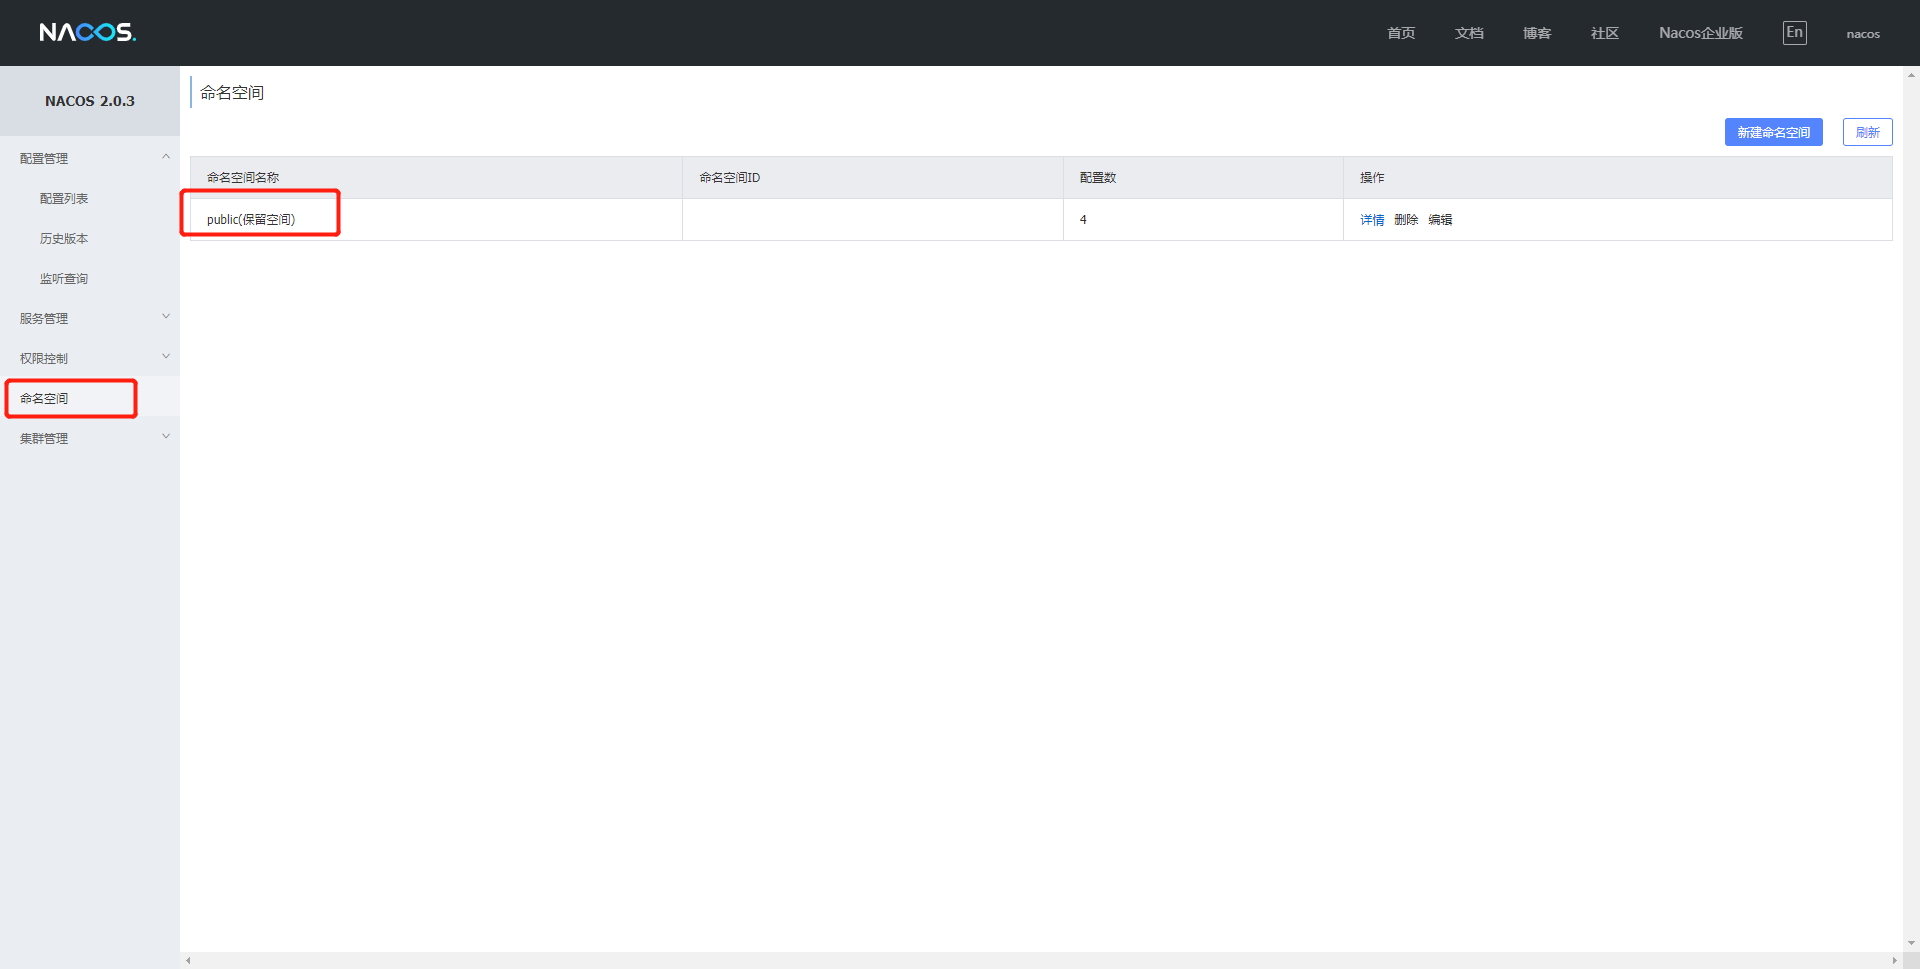 NACOS.
首页 文档 博客 社区 Nacos企业版 En nacos
NACOS 2.0.3
配置管理
配置列表
历史版本
监听查询
服务管理
权限控制
命名空间
集群管理
命名空间
新建命名空间 刷新
命名空间名称 命名空间ID 配置数 操作
public(保留空间) 4 详情 删除 编辑